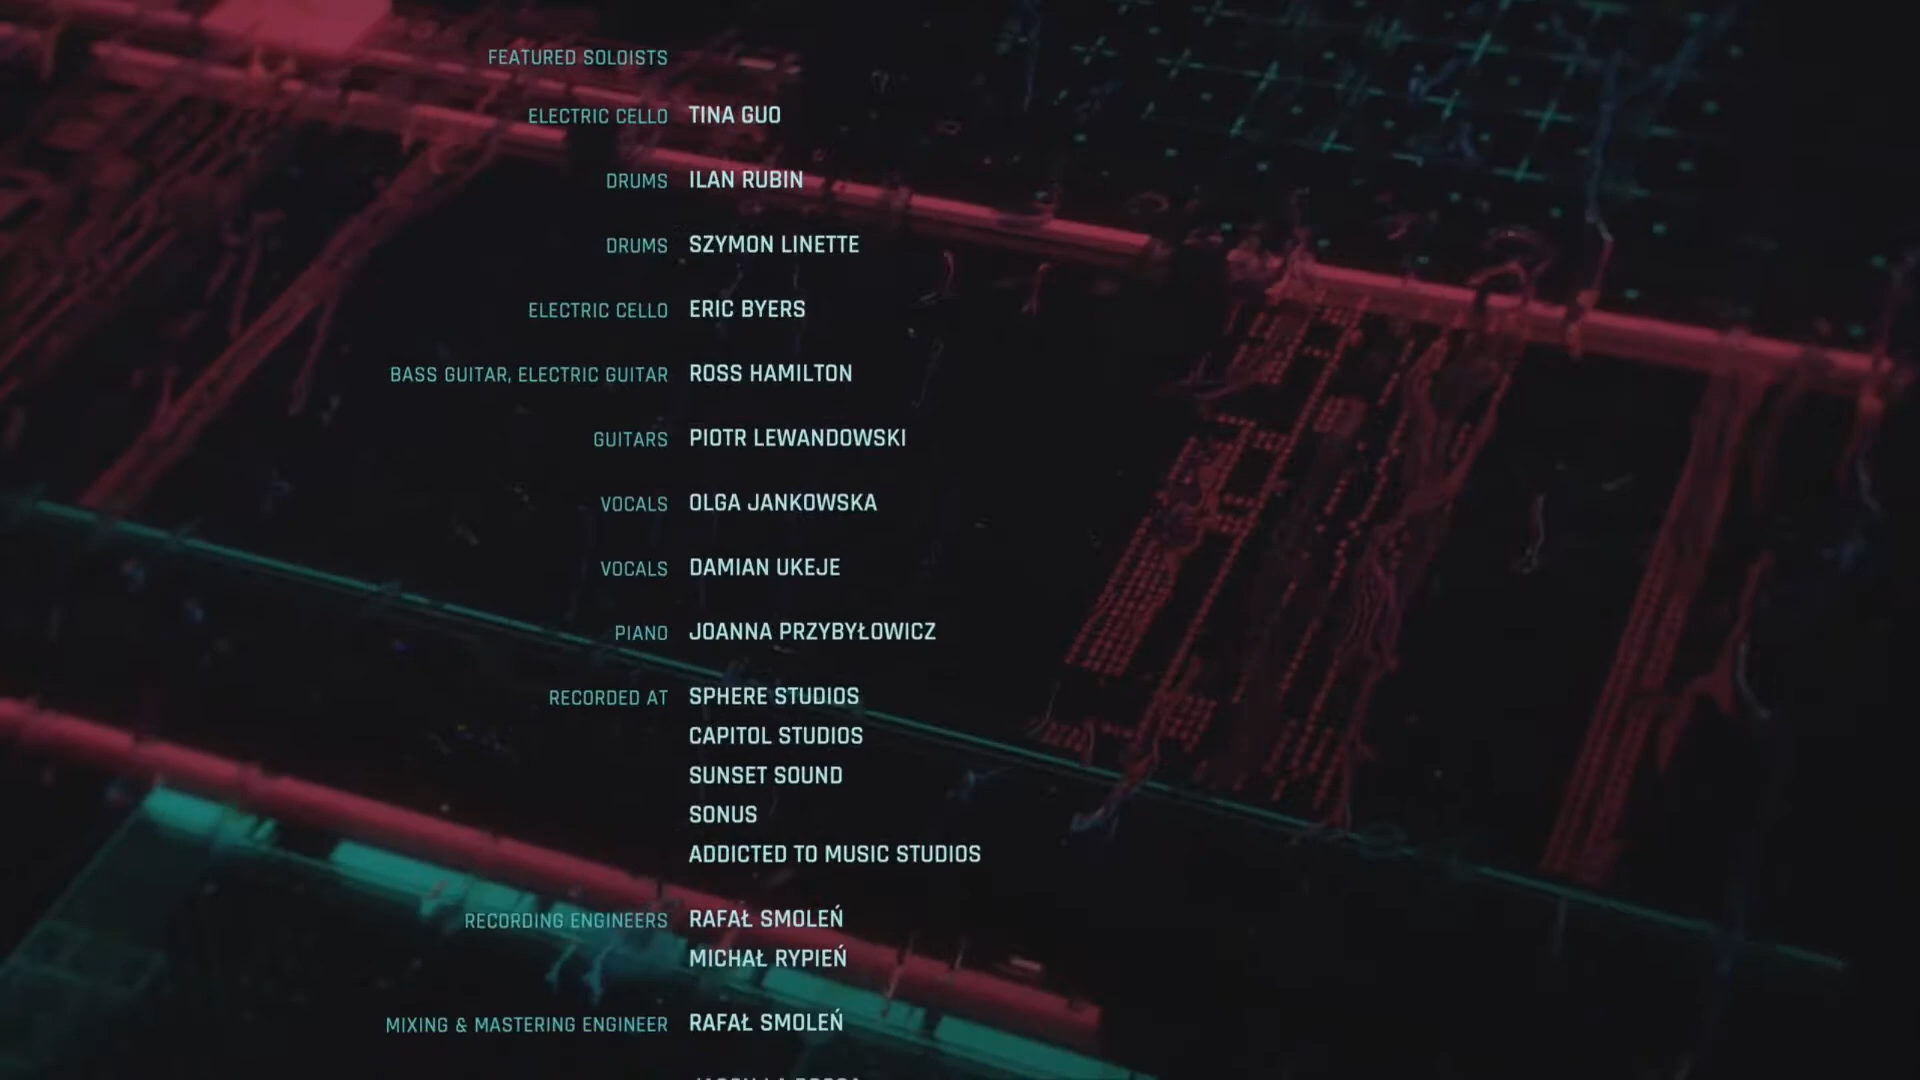 FEATURED SOLOISTS
ELECTRIC CELLO TINA GUO
DRUMS ILAN RUBIN
DRUMS SZYMON LINETTE
ELECTRIC CELLO ERIC BYERS
BASS GUITAR, ELECTRIC GUITAR ROSS HAMILTON
GUITARS PIOTR LEWANDOWSKI
VOCALS OLGA JANKOWSKA
VOCALS DAMIAN UKEJE
PIANO JOANNA PRZYBYŁOWICZ
RECORDED AT SPHERE STUDIOS
CAPITOL STUDIOS
SUNSET SOUND
SONUS
ADDICTED TO MUSIC STUDIOS
RECORDING ENGINEERS RAFAŁ SMOLEŃ
MICHAŁ RYPIEŃ
MIXING & MASTERING ENGINEER RAFAŁ SMOLEŃ